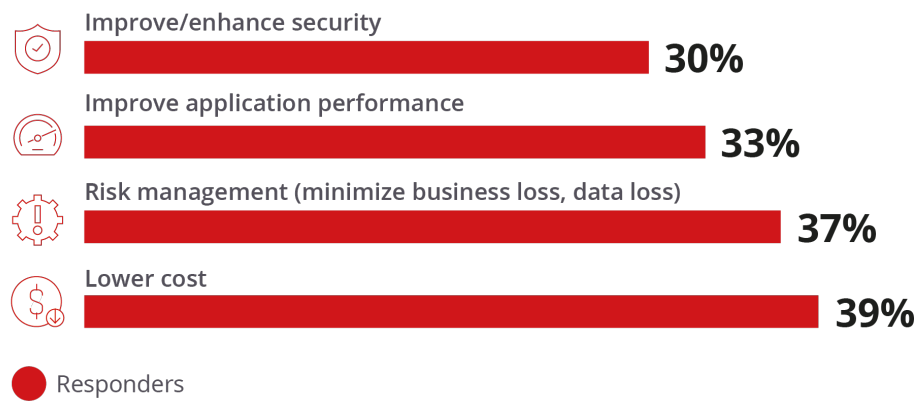 Improve/enhance security
30%
Improve application performance
33%
Risk management (minimize business loss, data loss)
37%
Lower cost
39%
Responders